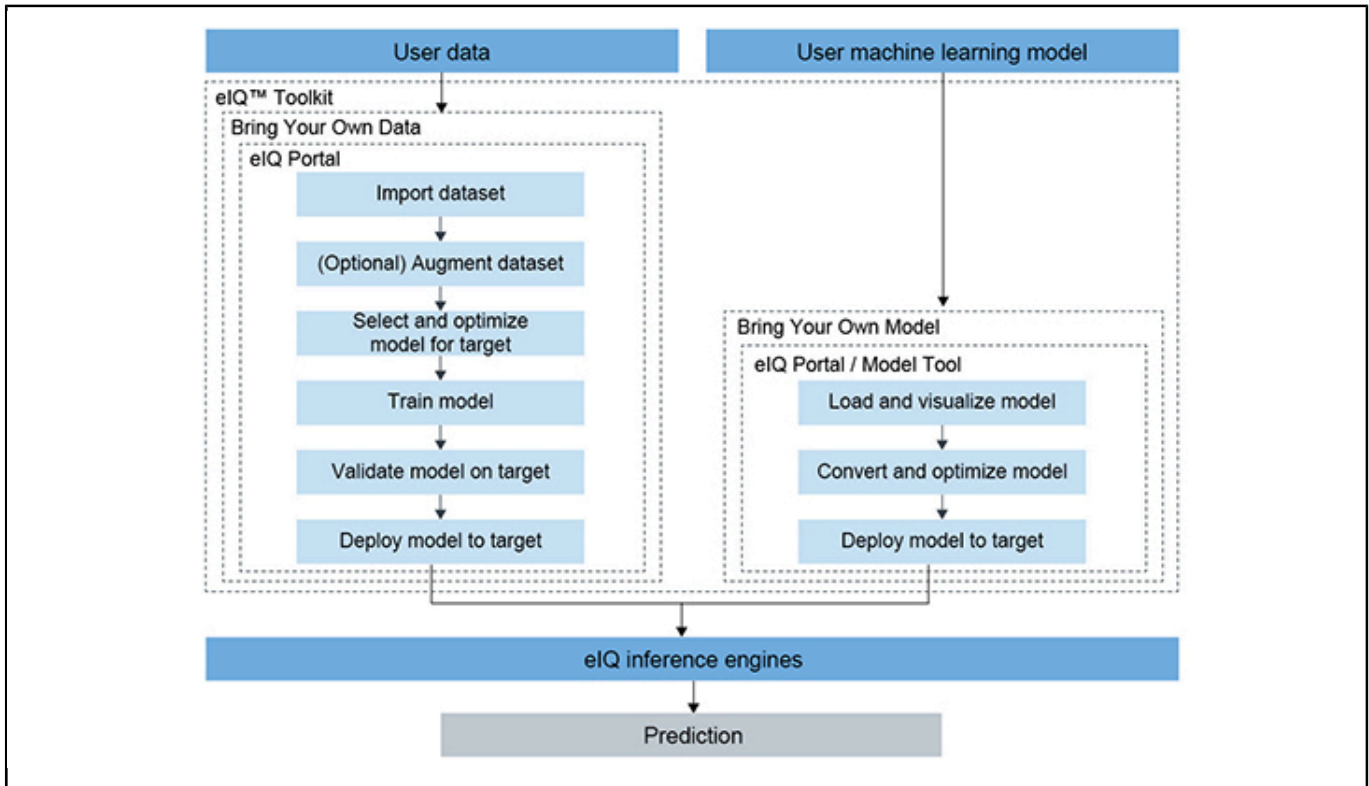 User data
User machine learning model
eIQ™ Toolkit
Bring Your Own Data
eIQ Portal
Import dataset
(Optional) Augment dataset
Select and optimize
model for target
Train model
Validate model on target
Deploy model to target
Bring Your Own Model
eIQ Portal / Model Tool
Load and visualize model
Convert and optimize model
Deploy model to target
eIQ inference engines
Prediction